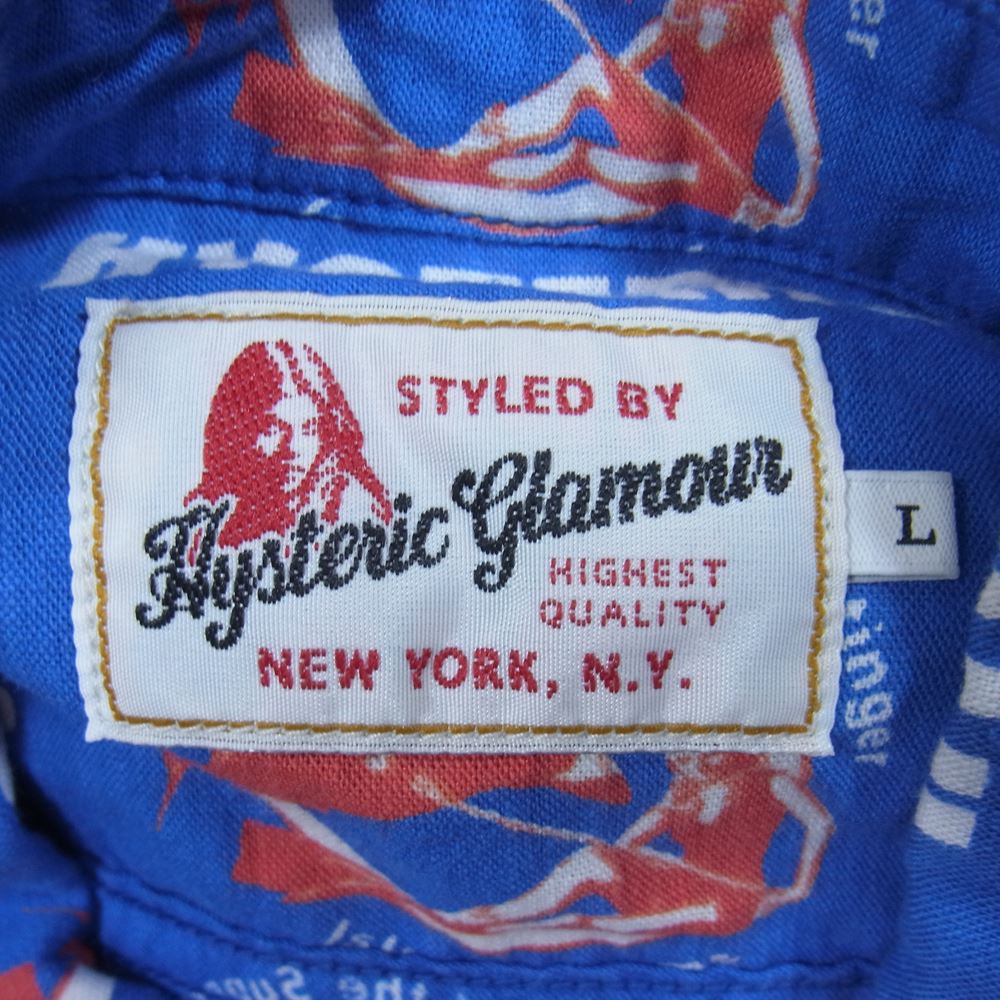 STYLED BY
Hysteric Glamour
HIGHEST
QUALITY
NEW YORK, N.Y.
L